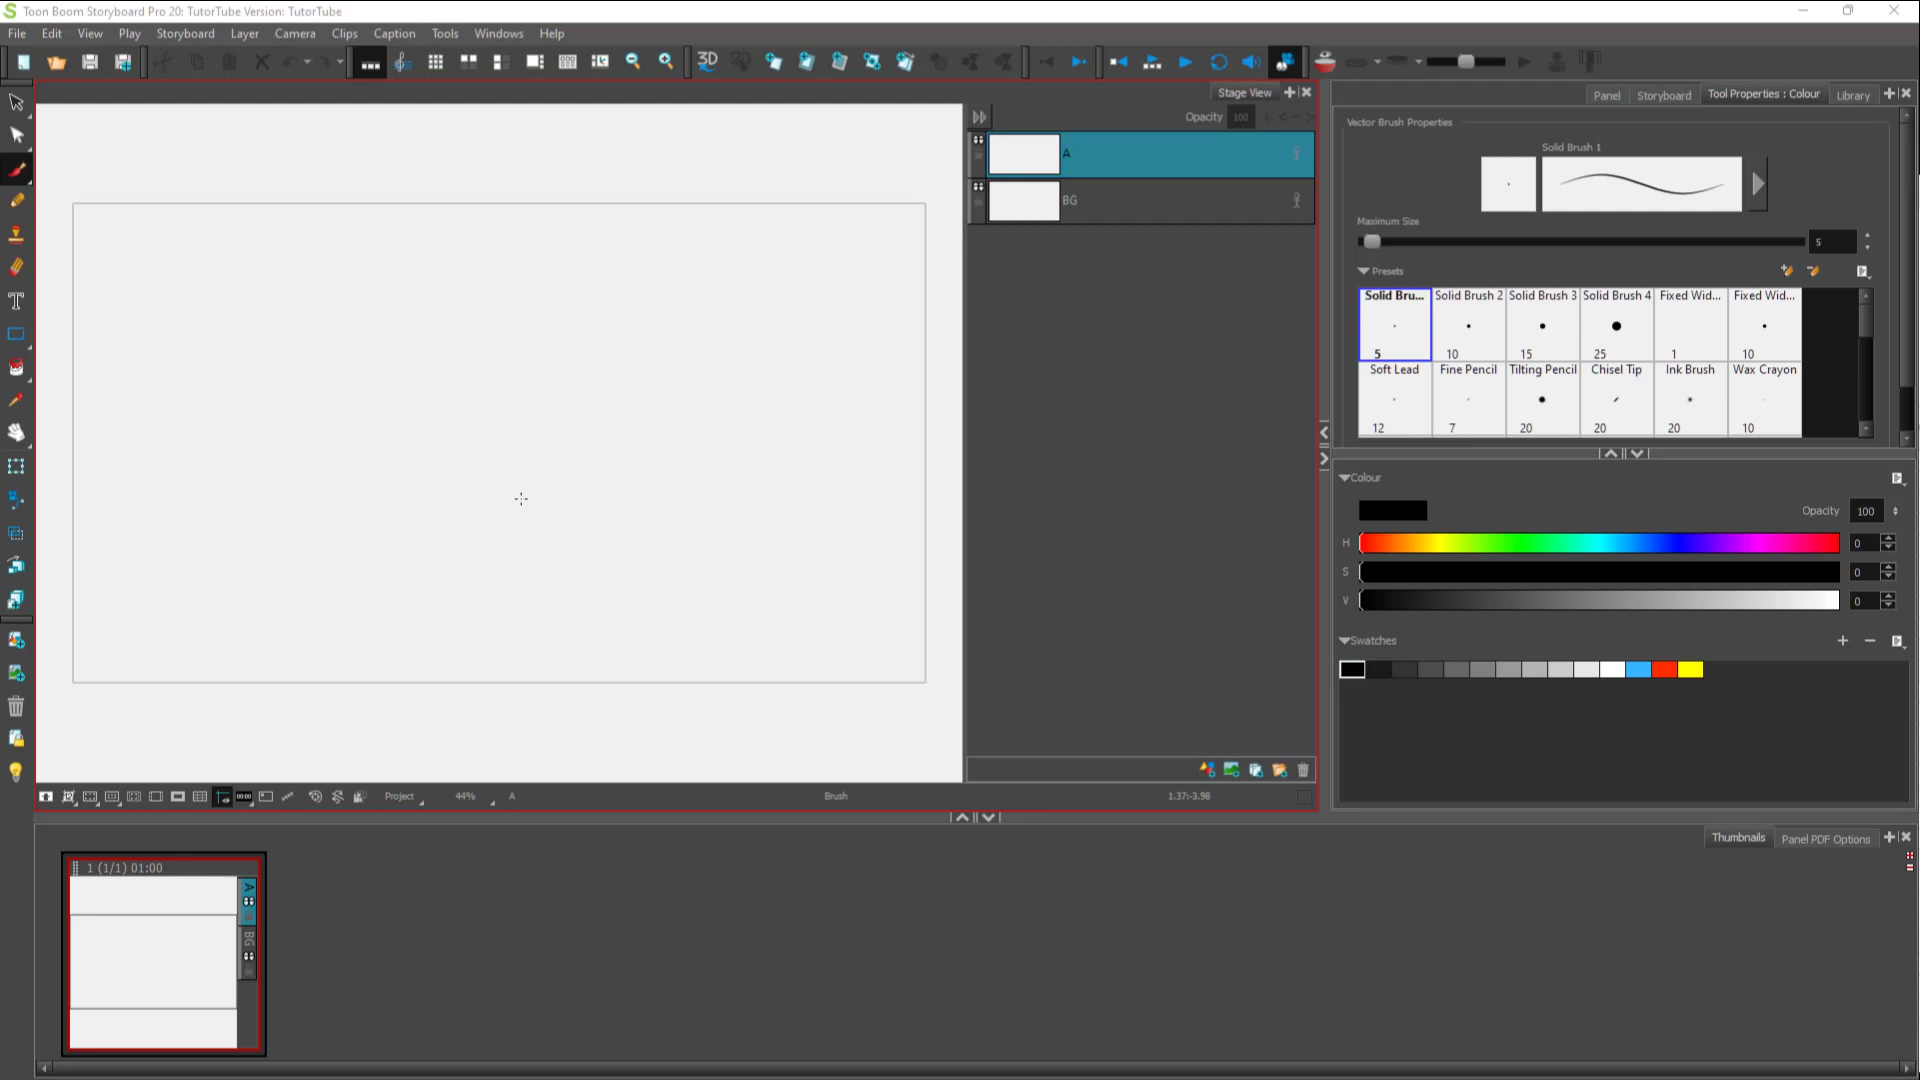 Toon Boom Storyboard Pro 20: TutorTube Version: TutorTube
File Edit View Play Storyboard Layer Camera Clips Caption Tools Windows Help
3D
Stage View
Opacity 100
A
BG
Project 44% A Brush 1.37:-3.98
Panel Storyboard Tool Properties : Colour Library
Vector Brush Properties
Solid Brush 1
Maximum Size
5
Presets
Solid Bru... Solid Brush 2 Solid Brush 3 Solid Brush 4 Fixed Wid... Fixed Wid...
5 10 15 25 1 10
Soft Lead Fine Pencil Tilting Pencil Chisel Tip Ink Brush Wax Crayon
12 7 20 20 20 10
Colour
Opacity 100
H 0
S 0
V 0
Swatches
Thumbnails Panel PDF Options
1 (1/1) 01:00
A
BG